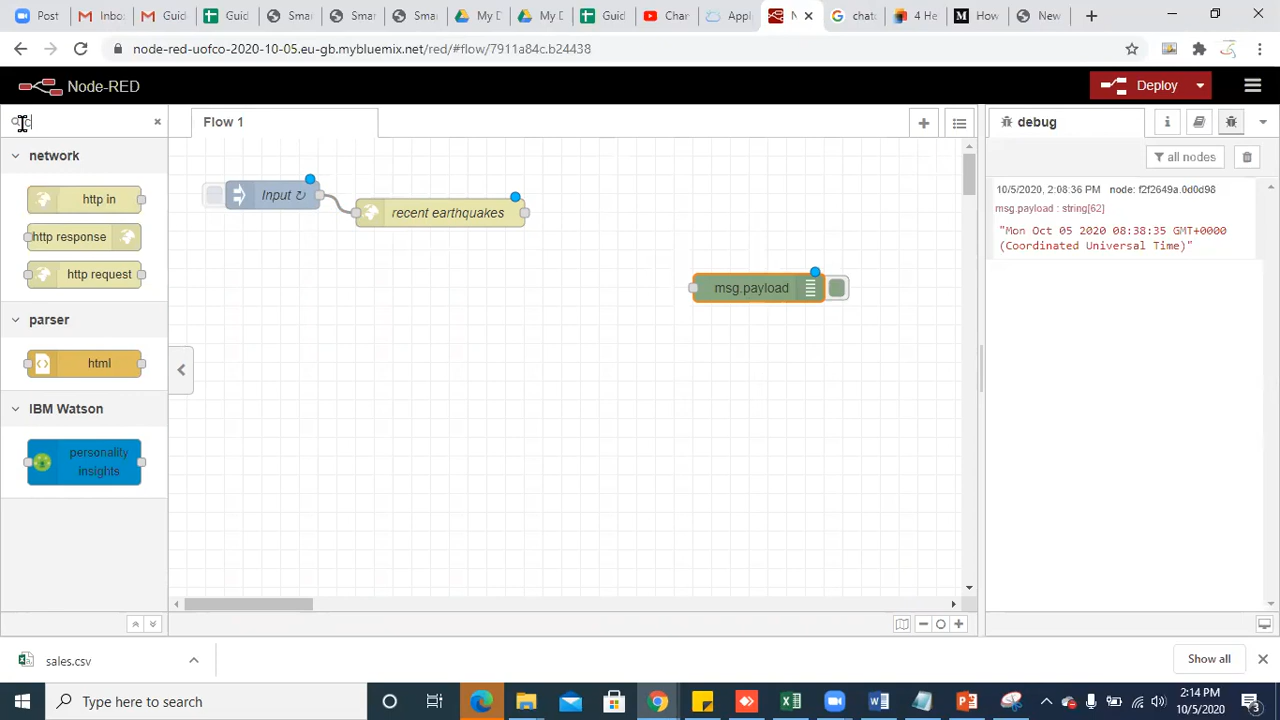 Post
Inbo
Guid
Guid
Sma
Sma
Sma
My D
My D
Guid
Char
Appl
N
chat
4 He
How
New
node-red-uofco-2020-10-05.eu-gb.mybluemix.net/red/#flow/7911a84c.b24438
Node-RED
Deploy
c
Flow 1
debug
network
all nodes
http in
Input ↻
10/5/2020, 2:08:36 PM node: f2f2649a.0d0d98
msg.payload : string[62]
recent earthquakes
"Mon Oct 05 2020 08:38:35 GMT+0000
(Coordinated Universal Time)"
http response
http request
msg.payload
parser
html
IBM Watson
personality
insights
sales.csv
Show all
Type here to search
2:14 PM
10/5/2020
3